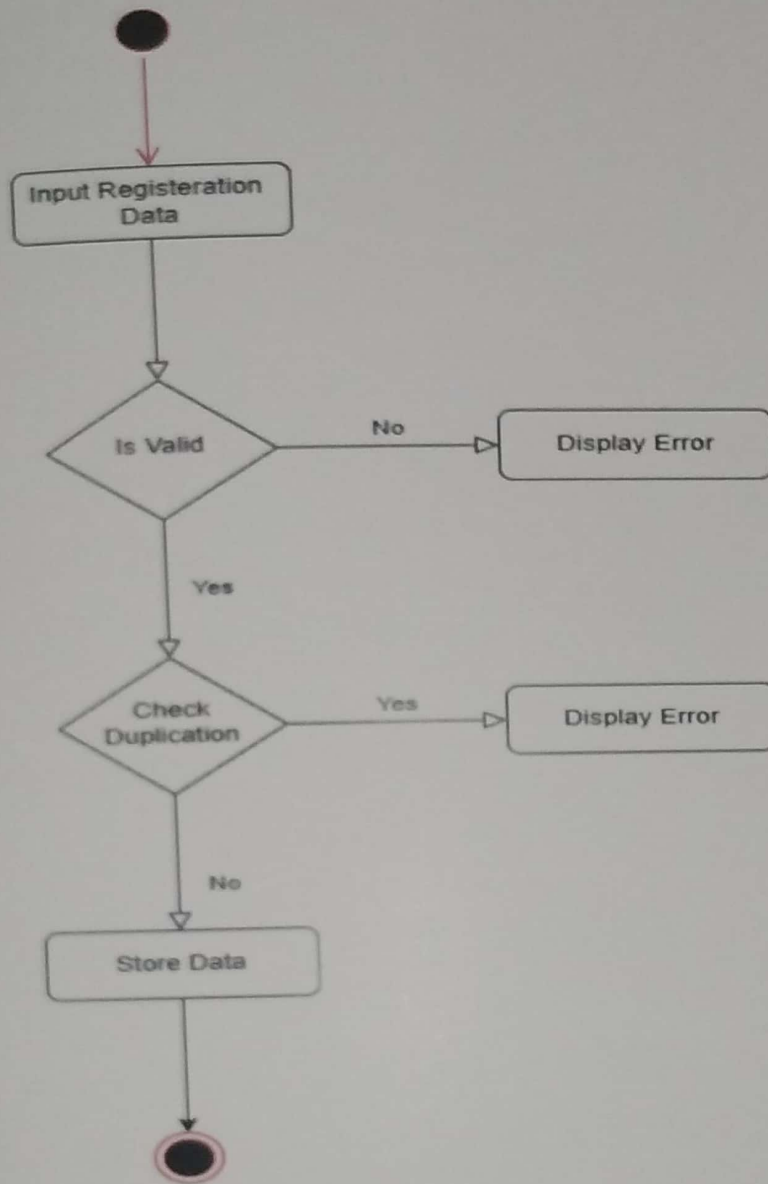 Input Registeration
Data
Is Valid
No
Display Error
Yes
Check
Duplication
Yes
Display Error
No
Store Data